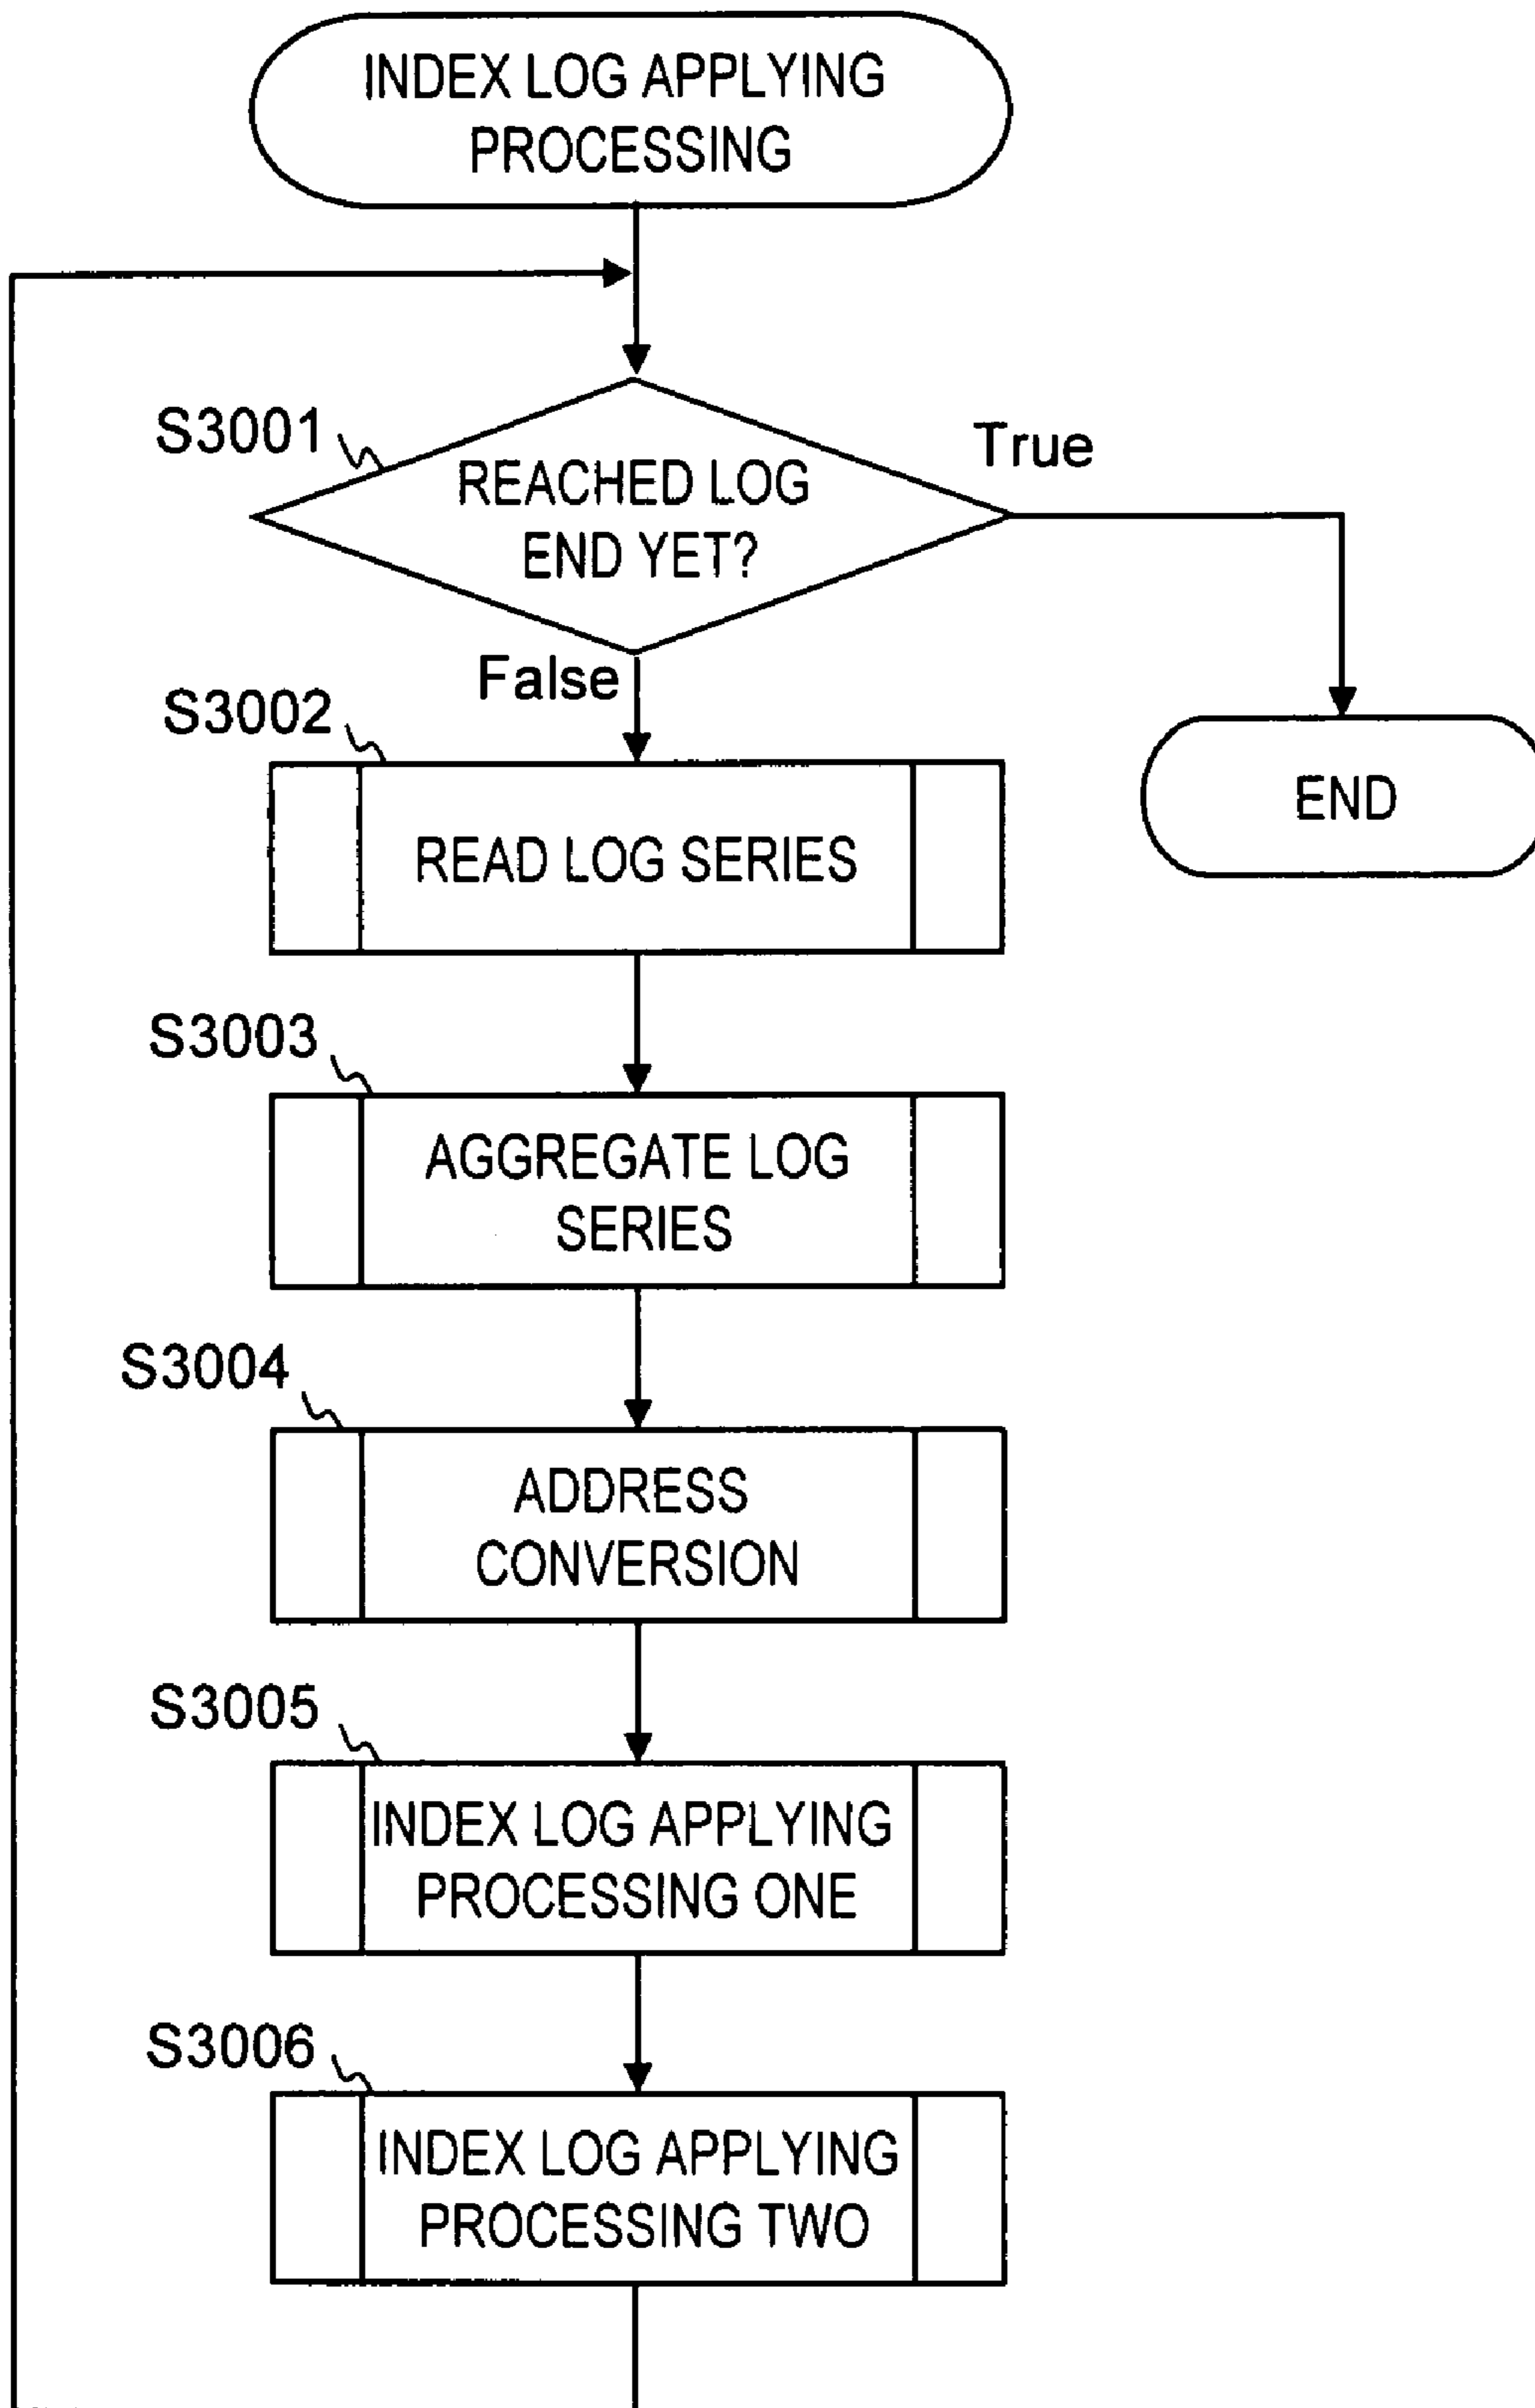 INDEX LOG APPLYING
PROCESSING
S3001
REACHED LOG
END YET?
True
False
S3002
READ LOG SERIES
END
S3003
AGGREGATE LOG
SERIES
S3004
ADDRESS
CONVERSION
S3005
INDEX LOG APPLYING
PROCESSING ONE
S3006
INDEX LOG APPLYING
PROCESSING TWO